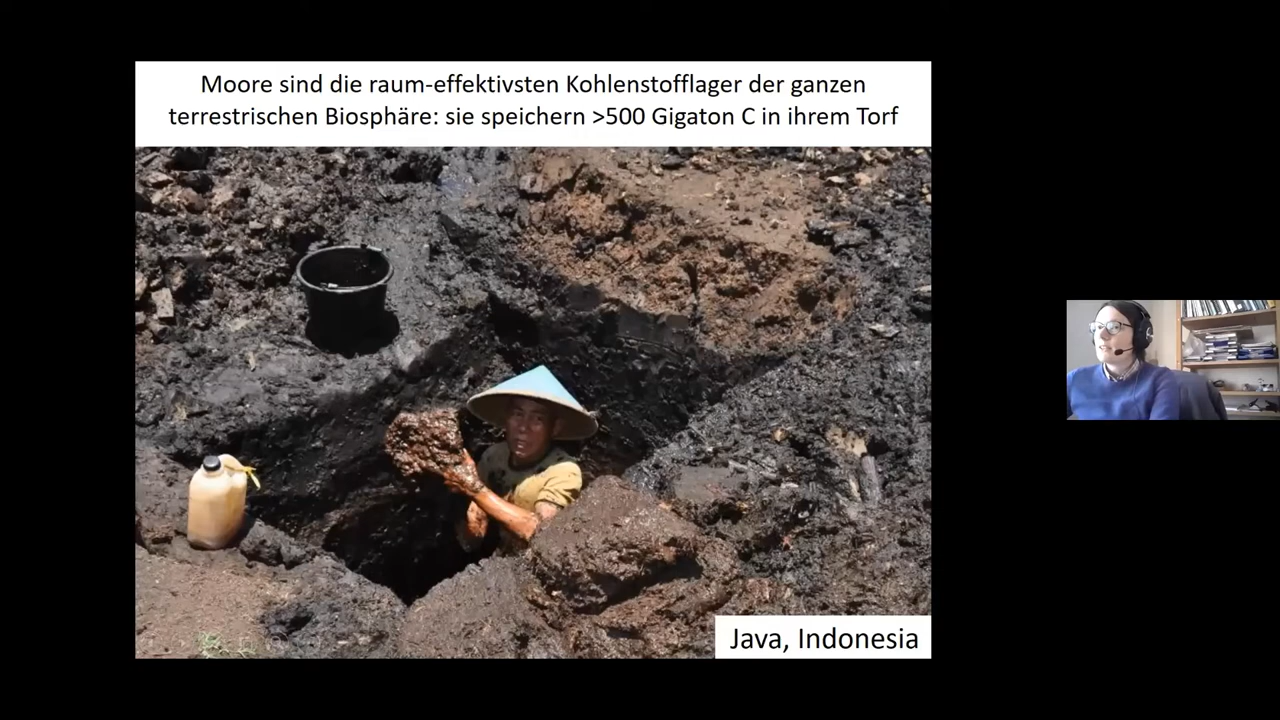 Moore sind die raum-effektivsten Kohlenstofflager der ganzen
terrestrischen Biosphäre: sie speichern >500 Gigaton C in ihrem Torf
Java, Indonesia